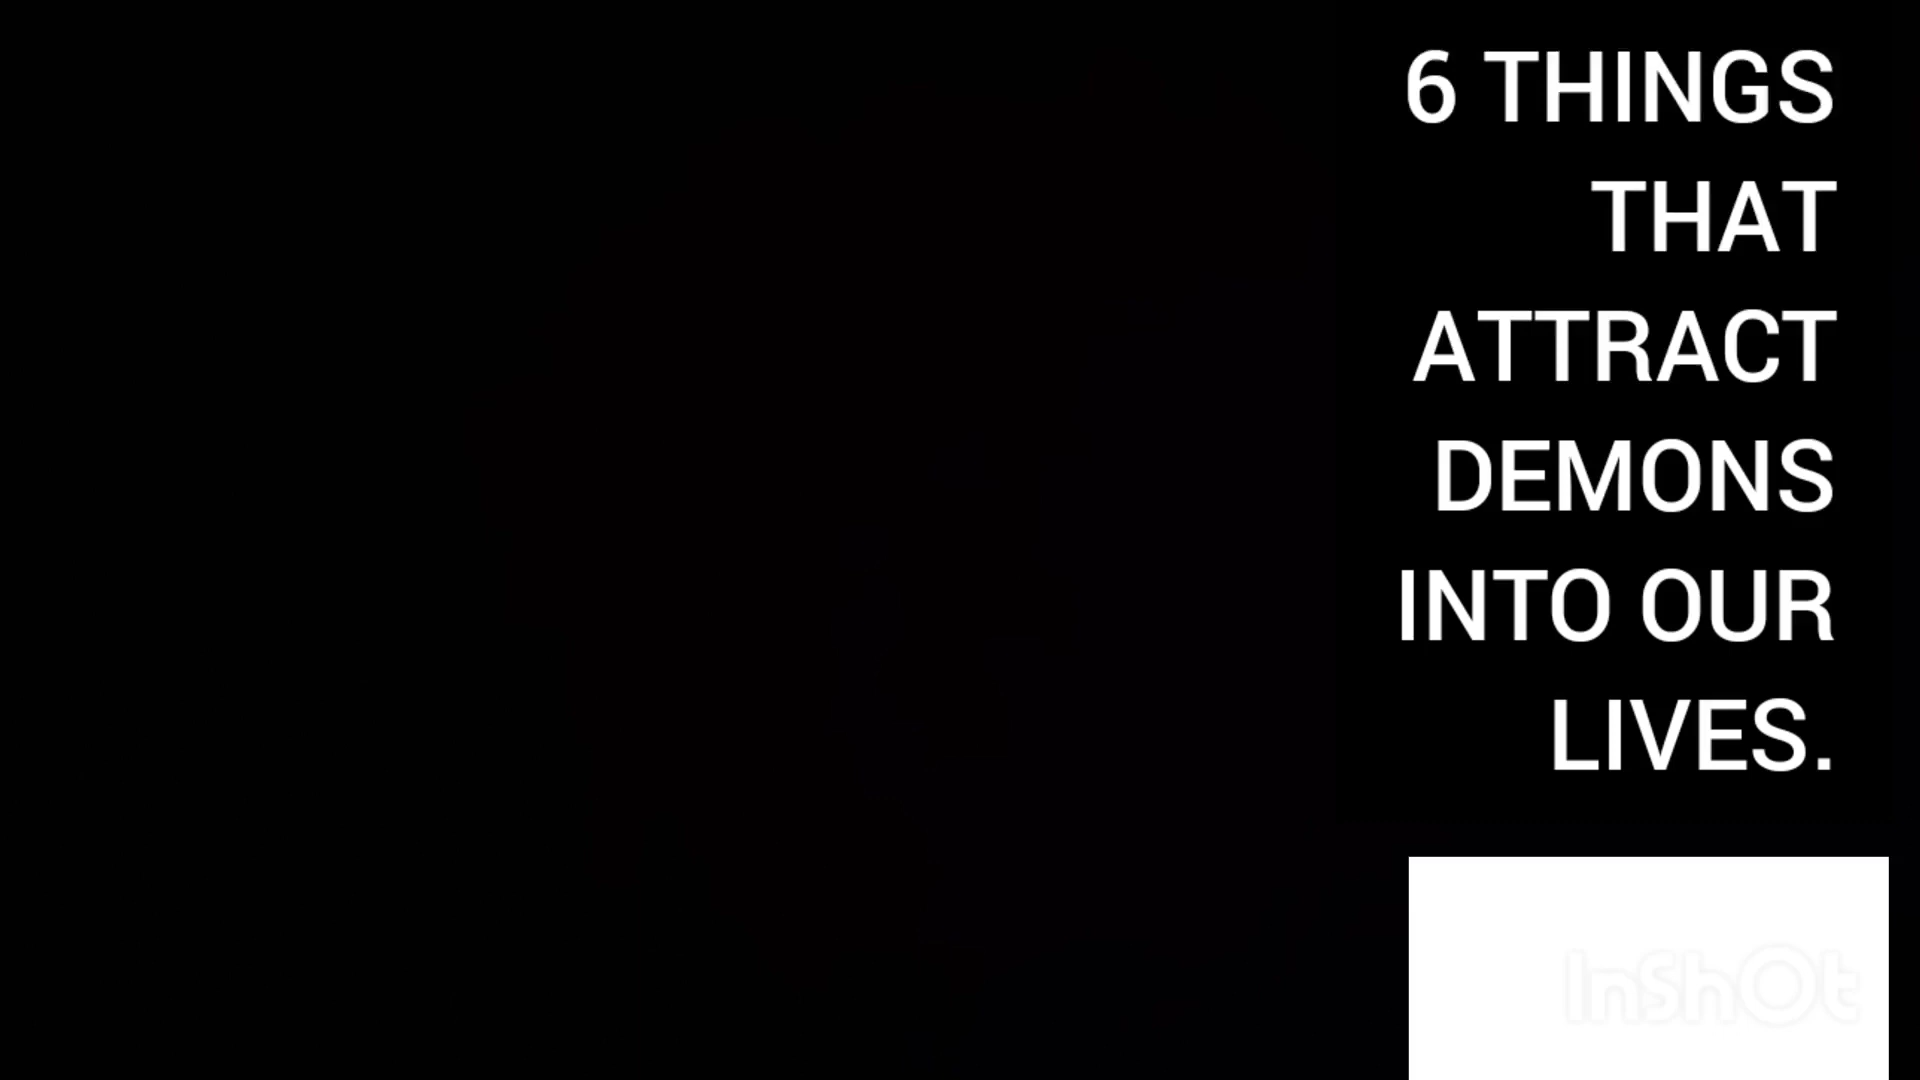 6 THINGS
THAT
ATTRACT
DEMONS
INTO OUR
LIVES.
InShOt